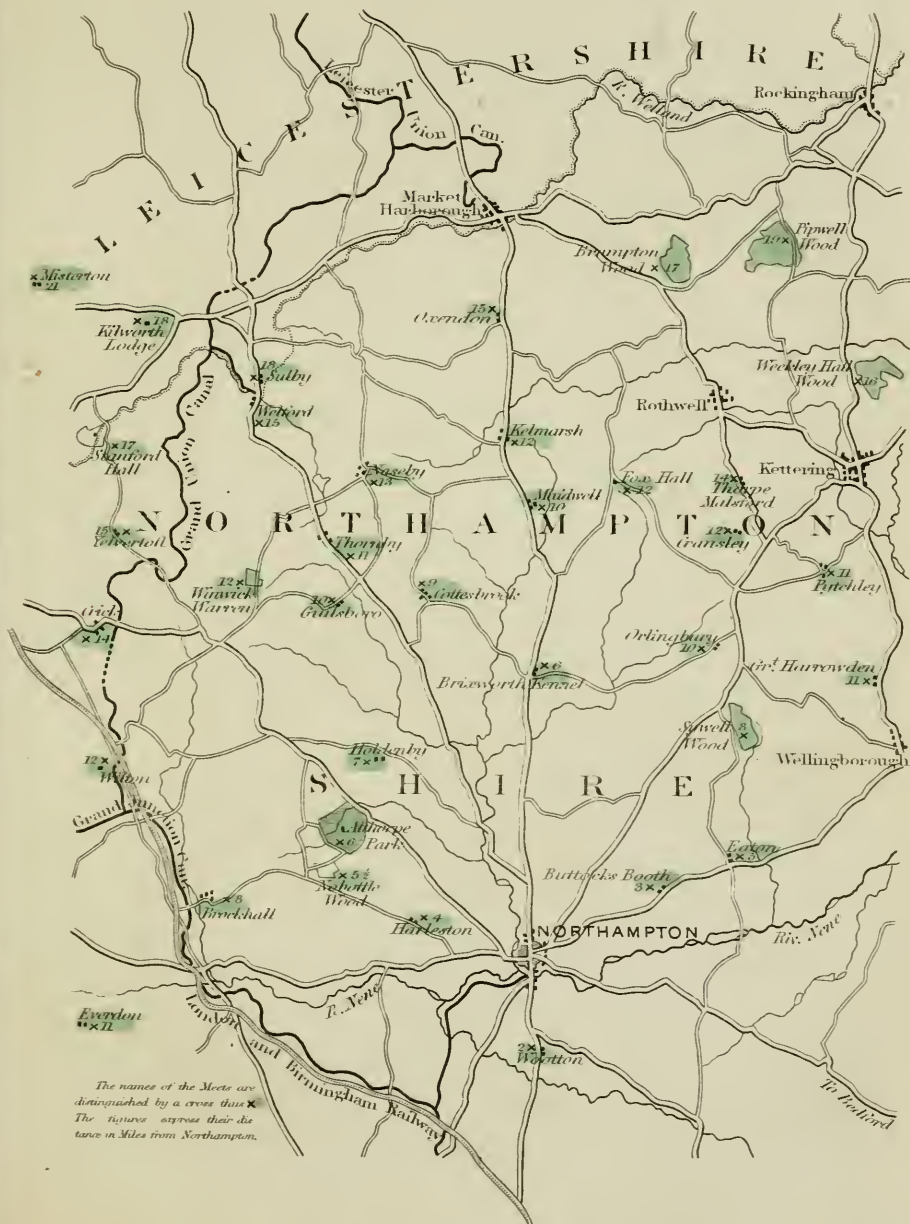 LEICESTERSHIRE
Leicester
Union Can.
R. Welland
Rockingham
Market
Harborough
Brampton
Wood × 17
19 ×
Pipwell
Wood
× Misterton
21
× 18
Kilworth
Lodge
15 ×
Oxendon
18
× Sulby
Welford
× 15
Weekley Hall
Wood
× 16
Rothwell
Grand Union Canal
× 17
Stanford
Hall
Kelmarsh
× 12
Kettering
Naseby
× 13
Fox Hall
× 12
14 ×
Thorpe
Malsford
Maidwell
× 10
NORTHAMPTON
15 ×
Yelvertoft
Thornby
× 11
12 ×
Cransley
12 ×
Warwick
Warren
10 ×
Guilsboro
× 9
Cottesbrook
× 11
Pytchley
Crick
× 14
Orlingbury
10 ×
× 6
Brixworth Kennel
Grt. Harrowden
11 ×
Sywell
Wood
8
×
Wellingborough
12 ×
Wilton
Holdenby
7 ×
SHIRE
Grand Junction Can.
Althorpe
Park
× 6
× 5½
Nobottle
Wood
Buttocks Booth
3 ×
Eaton
× 5
× 8
Brockhall
× 4
Harleston
NORTHAMPTON
Riv. Nene
R. Nene
Everdon
× 11
London and Birmingham Railway
2 ×
Wootton
To Bedford
The names of the Meets are
distinguished by a cross thus ×
The figures express their dis
tance in Miles from Northampton.